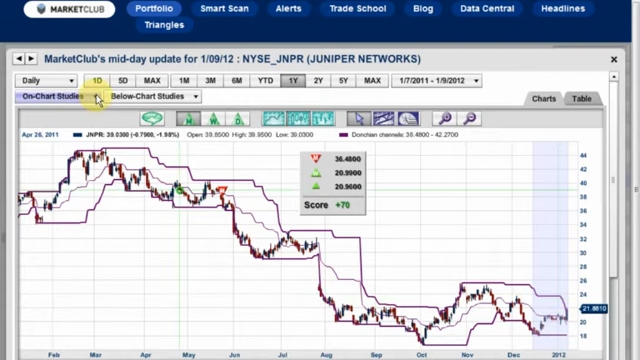 MARKETCLUB Portfolio Smart Scan Alerts Trade School Blog Data Central Headlines
Triangles
MarketClub's mid-day update for 1/09/12 : NYSE_JNPR (JUNIPER NETWORKS)
Daily 1D 5D MAX 1M 3M 6M YTD 1Y 2Y 5Y MAX 1/7/2011 - 1/9/2012
On-Chart Studies Below-Chart Studies Charts Table
M W D
Apr 26, 2011 JNPR: 39.0300 (-0.7900, -1.98%) Open: 39.8500 High: 39.9500 Low: 39.0300 Donchian channels: 36.4800 - 42.2700
W 36.4800
20.9900
20.9600
Score +70
44
42
40
38
36
34
32
30
28
26
24
21.8810
20
18
Feb Mar Apr May Jun Jul Aug Sep Oct Nov Dec 2012